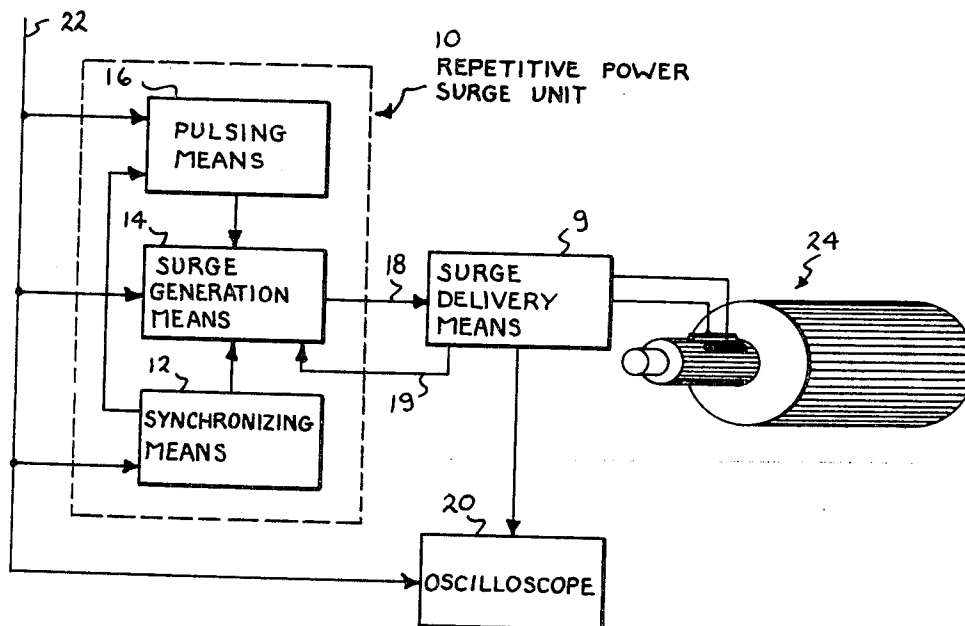 22
10
REPETITIVE POWER
SURGE UNIT
16
PULSING
MEANS
14
SURGE
GENERATION
MEANS
18
9
SURGE
DELIVERY
MEANS
24
12
SYNCHRONIZING
MEANS
19
20
OSCILLOSCOPE